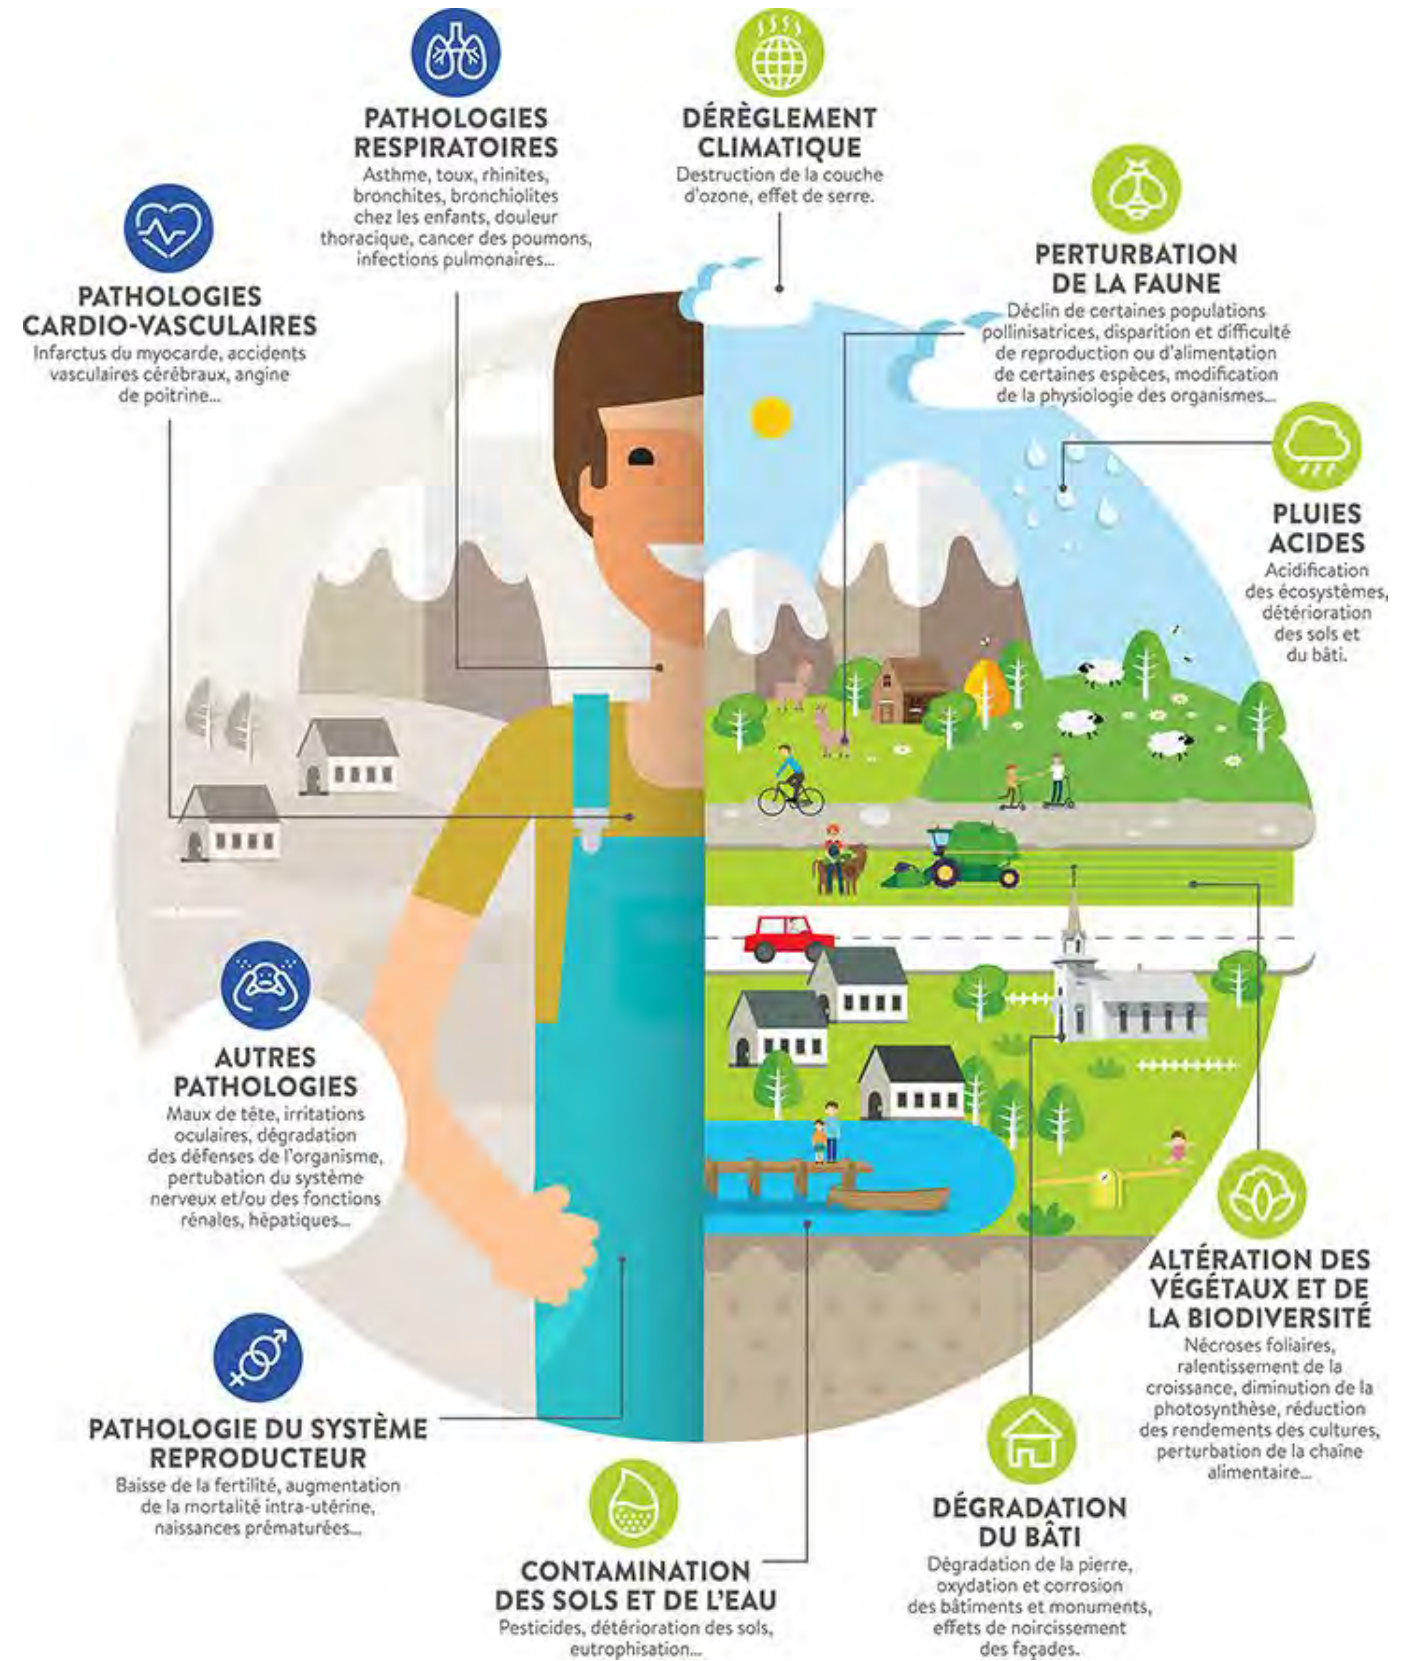 PATHOLOGIES
RESPIRATOIRES
Asthme, toux, rhinites,
bronchites, bronchiolites
chez les enfants, douleur
thoracique, cancer des poumons,
infections pulmonaires...
DÉRÈGLEMENT
CLIMATIQUE
Destruction de la couche
d'ozone, effet de serre.
PERTURBATION
DE LA FAUNE
Déclin de certaines populations
pollinisatrices, disparition et difficulté
de reproduction ou d'alimentation
de certaines espèces, modification
de la physiologie des organismes...
PATHOLOGIES
CARDIO-VASCULAIRES
Infarctus du myocarde, accidents
vasculaires cérébraux, angine
de poitrine...
PLUIES
ACIDES
Acidification
des écosystèmes,
détérioration
des sols et
du bâti.
AUTRES
PATHOLOGIES
Maux de tête, irritations
oculaires, dégradation
des défenses de l'organisme,
pertubation du système
nerveux et/ou des fonctions
rénales, hépatiques...
ALTÉRATION DES
VÉGÉTAUX ET DE
LA BIODIVERSITÉ
Nécroses foliaires,
ralentissement de la
croissance, diminution de la
photosynthèse, réduction
des rendements des cultures,
perturbation de la chaîne
alimentaire...
PATHOLOGIE DU SYSTÈME
REPRODUCTEUR
Baisse de la fertilité, augmentation
de la mortalité intra-utérine,
naissances prématurées...
CONTAMINATION
DES SOLS ET DE L'EAU
Pesticides, détérioration des sols,
eutrophisation...
DÉGRADATION
DU BÂTI
Dégradation de la pierre,
oxydation et corrosion
des bâtiments et monuments,
effets de noircissement
des façades.